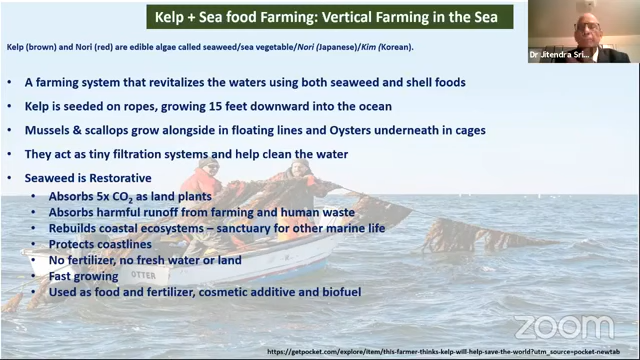 Kelp + Sea food Farming: Vertical Farming in the Sea
Dr Jitendra Sri...
Kelp (brown) and Nori (red) are edible algae called seaweed/sea vegetable/Nori (Japanese)/Kim (Korean).
• A farming system that revitalizes the waters using both seaweed and shell foods
• Kelp is seeded on ropes, growing 15 feet downward into the ocean
• Mussels & scallops grow alongside in floating lines and Oysters underneath in cages
• They act as tiny filtration systems and help clean the water
• Seaweed is Restorative
• Absorbs 5x CO₂ as land plants
• Absorbs harmful runoff from farming and human waste
• Rebuilds coastal ecosystems – sanctuary for other marine life
• Protects coastlines
• No fertilizer, no fresh water or land
• Fast growing
• Used as food and fertilizer, cosmetic additive and biofuel
OTTER
zoom
https://getpocket.com/explore/item/this-farmer-thinks-kelp-will-help-save-the-world?utm_source=pocket-newtab